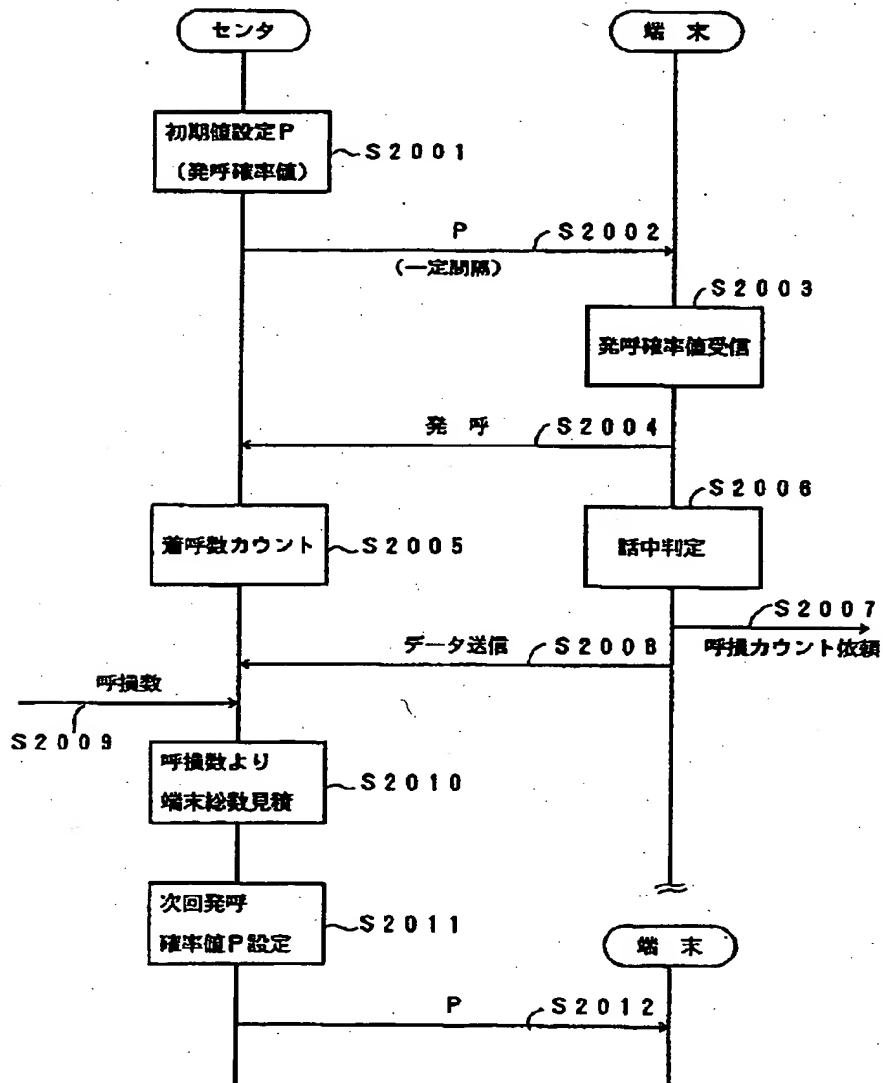 センタ
端 末
初期値設定P
(発呼確率値)
S2001
P
S2002
(一定間隔)
S2003
発呼確率値受信
発 呼
S2004
S2006
着呼数カウント
S2005
話中判定
S2007
データ送信
S2008
呼損カウント依頼
呼損数
S2009
呼損数より
端末総数見積
S2010
次回発呼
確率値P設定
S2011
端 末
P
S2012